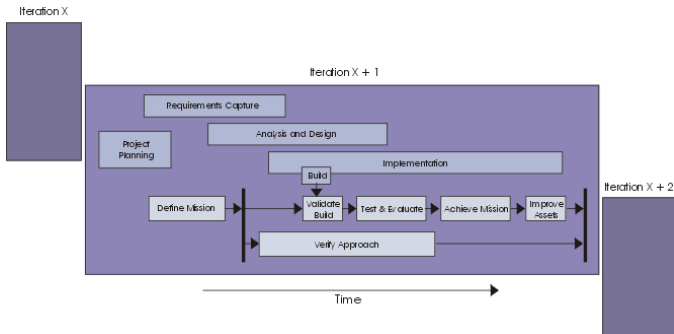 Iteration X
Iteration X + 1
Requirements Capture
Analysis and Design
Project
Planning
Implementation
Build
Iteration X + 2
Define Mission
Validate
Build
Test & Evaluate
Achieve Mission
Improve
Assets
Verify Approach
Time